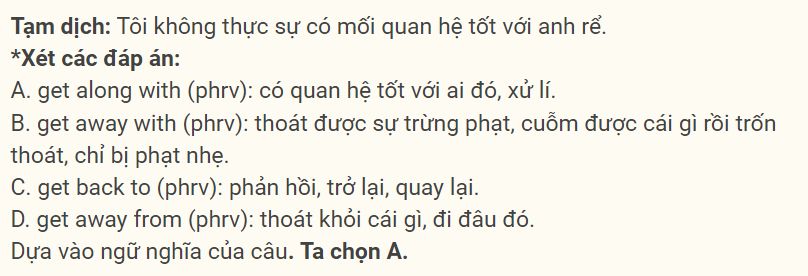 Tạm dịch: Tôi không thực sự có mối quan hệ tốt với anh rể.
*Xét các đáp án:
A. get along with (phrv): có quan hệ tốt với ai đó, xử lí.
B. get away with (phrv): thoát được sự trừng phạt, cuỗm được cái gì rồi trốn
thoát, chỉ bị phạt nhẹ.
C. get back to (phrv): phản hồi, trở lại, quay lại.
D. get away from (phrv): thoát khỏi cái gì, đi đâu đó.
Dựa vào ngữ nghĩa của câu. Ta chọn A.